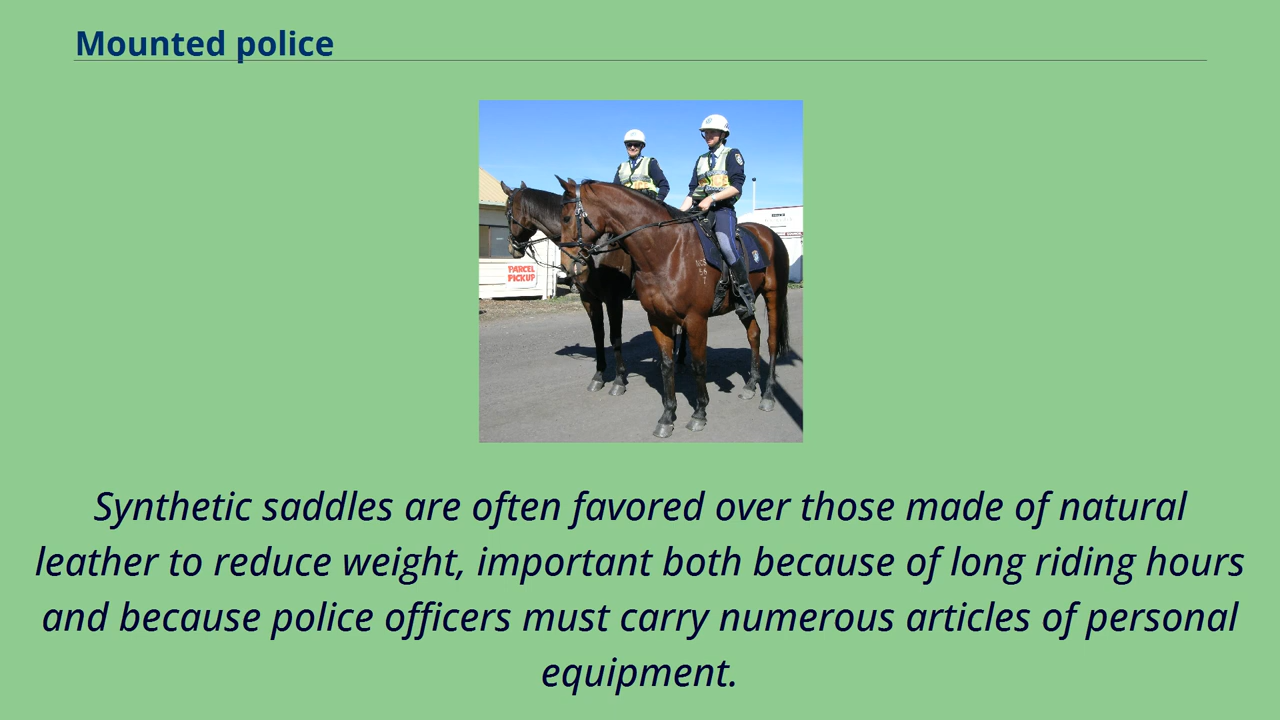 Mounted police
PARCEL
PICKUP
Synthetic saddles are often favored over those made of natural
leather to reduce weight, important both because of long riding hours
and because police officers must carry numerous articles of personal
equipment.